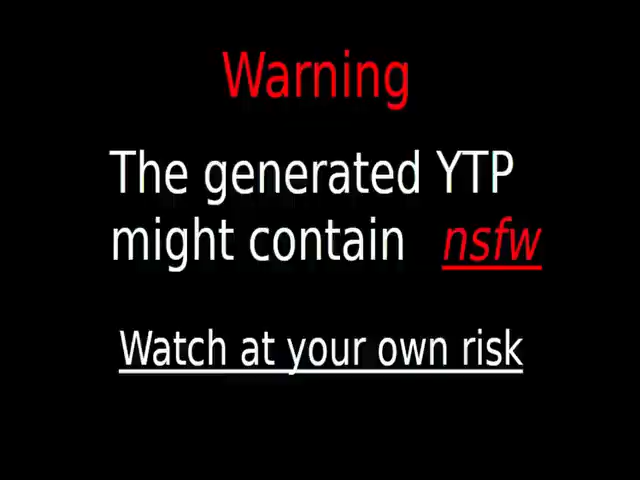 Warning
The generated YTP
might contain nsfw
Watch at your own risk